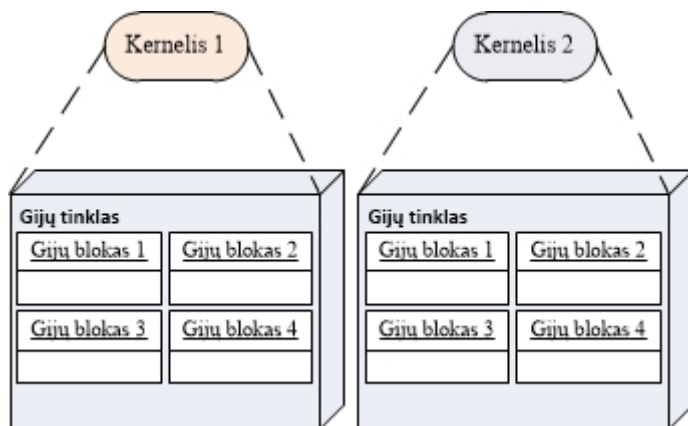 Kernelis 1
Kernelis 2
Gijų tinklas
Gijų blokas 1
Gijų blokas 2
Gijų blokas 3
Gijų blokas 4
Gijų tinklas
Gijų blokas 1
Gijų blokas 2
Gijų blokas 3
Gijų blokas 4